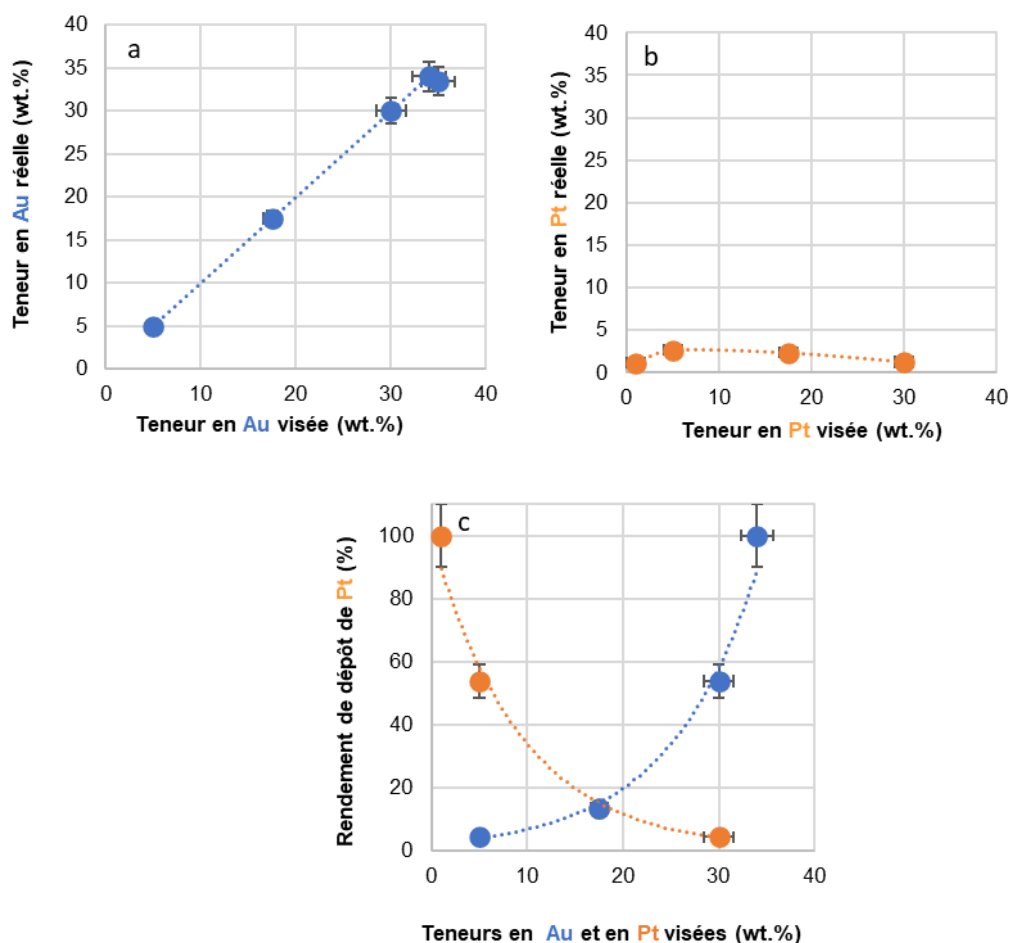 a
Teneur en Au réelle (wt.%)
40
35
30
25
20
15
10
5
0
0 10 20 30 40
Teneur en Au visée (wt.%)
b
Teneur en Pt réelle (wt.%)
40
35
30
25
20
15
10
5
0
0 10 20 30 40
Teneur en Pt visée (wt.%)
c
Rendement de dépôt de Pt (%)
100
80
60
40
20
0
0 10 20 30 40
Teneurs en Au et en Pt visées (wt.%)